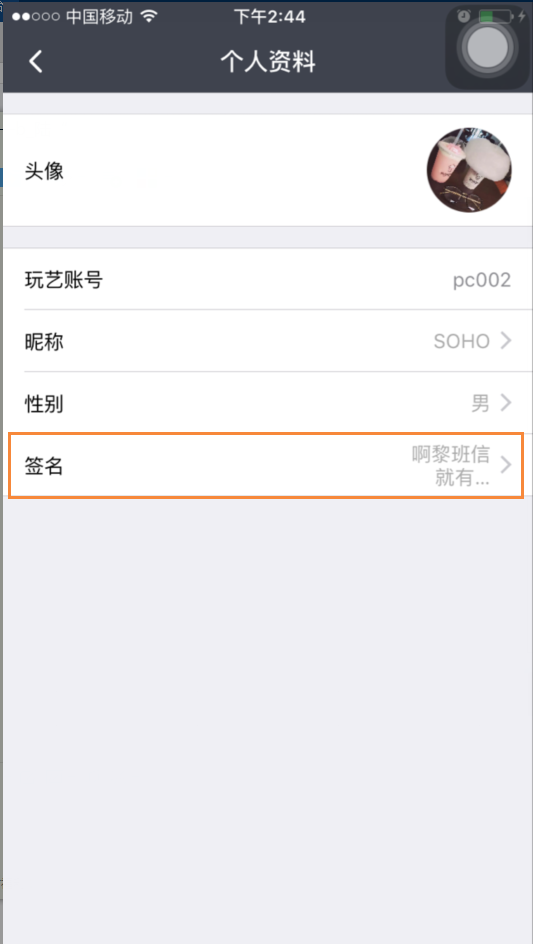 中国移动 下午2:44
个人资料
头像
玩艺账号 pc002
昵称 SOHO
性别 男
签名 啊黎班信
就有...